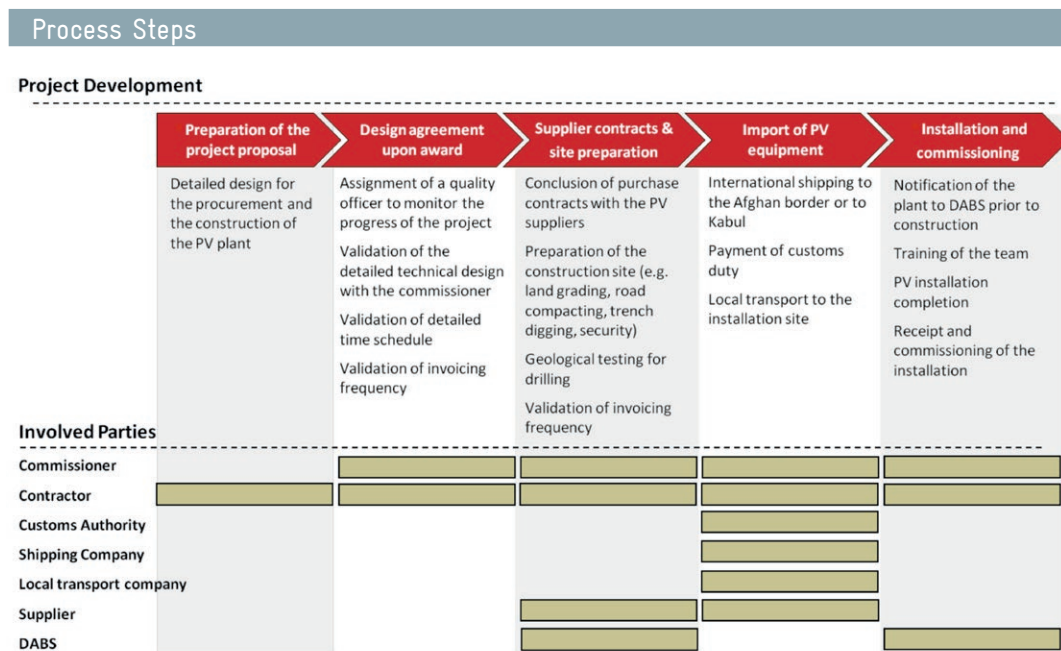 Process Steps
Project Development
Preparation of the
project proposal
Design agreement
upon award
Supplier contracts &
site preparation
Import of PV
equipment
Installation and
commissioning
Detailed design for
the procurement and
the construction of
the PV plant
Assignment of a quality
officer to monitor the
progress of the project
Validation of the
detailed technical design
with the commissioner
Validation of detailed
time schedule
Validation of invoicing
frequency
Conclusion of purchase
contracts with the PV
suppliers
Preparation of the
construction site (e.g.
land grading, road
compacting, trench
digging, security)
Geological testing for
drilling
Validation of invoicing
frequency
International shipping to
the Afghan border or to
Kabul
Payment of customs
duty
Local transport to the
installation site
Notification of the
plant to DABS prior to
construction
Training of the team
PV installation
completion
Receipt and
commissioning of the
installation
Involved Parties
Commissioner
Contractor
Customs Authority
Shipping Company
Local transport company
Supplier
DABS